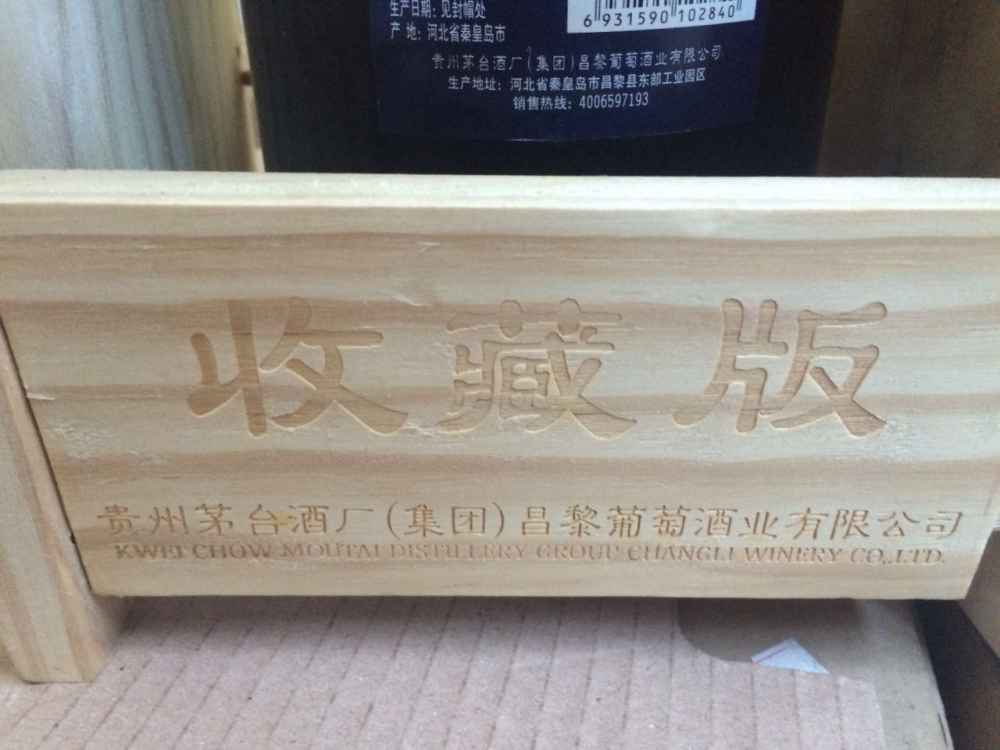 生产日期：见封帽处
产 地：河北省秦皇岛市
6 931590 102840
贵州茅台酒厂(集团)昌黎葡萄酒业有限公司
生产地址：河北省秦皇岛市昌黎县东部工业园区
销售热线：4006597193
收藏版
贵州茅台酒厂(集团)昌黎葡萄酒业有限公司
KWEI CHOW MOUTAI DISTILLERY GROUP CHANGLI WINERY CO.,LTD.